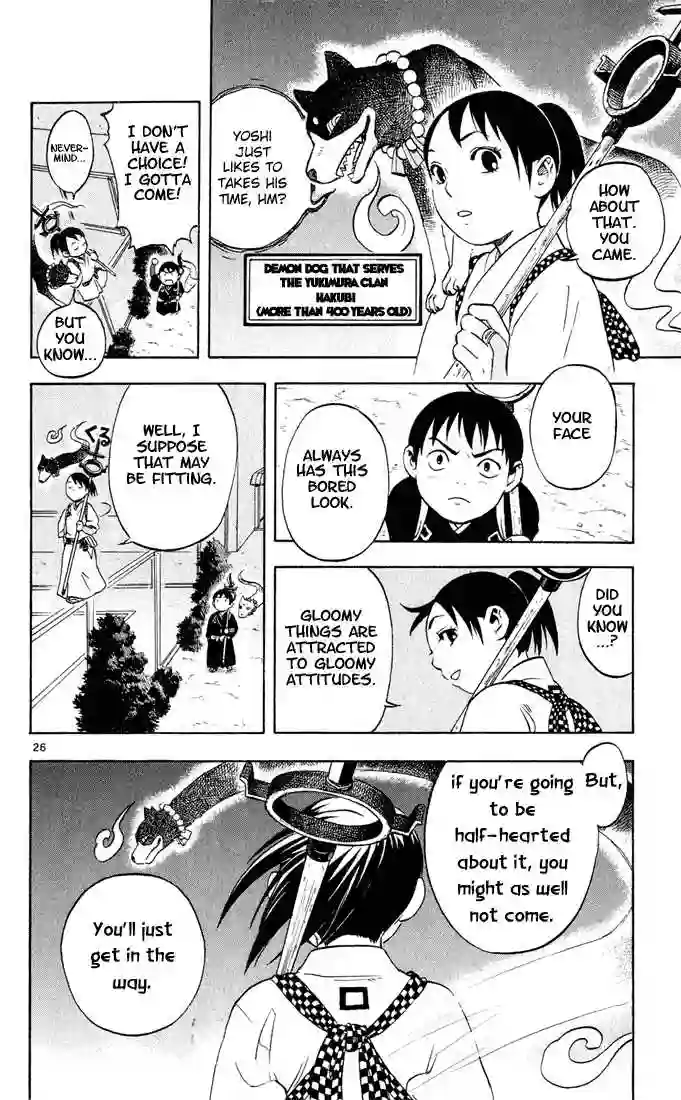 HOW
ABOUT
THAT. YOU
CAME.
YOSHI
JUST
LIKES TO
TAKES HIS
TIME, HM?
DEMON DOG THAT SERVES
THE YUKIMURA CLAN
HAKUBI
(MORE THAN 400 YEARS OLD)
I DON'T
HAVE A
CHOICE!
I GOTTA
COME!
NEVER-
MIND...
BUT
YOU
KNOW...
YOUR
FACE
ALWAYS
HAS THIS
BORED
LOOK.
WELL, I
SUPPOSE
THAT MAY
BE FITTING.
くるっ
DID
YOU
KNOW
...?
GLOOMY
THINGS ARE
ATTRACTED
TO GLOOMY
ATTITUDES.
26
But,
if you're going
to be
half-hearted
about it, you
might as well
not come.
You'll just
get in the
way.